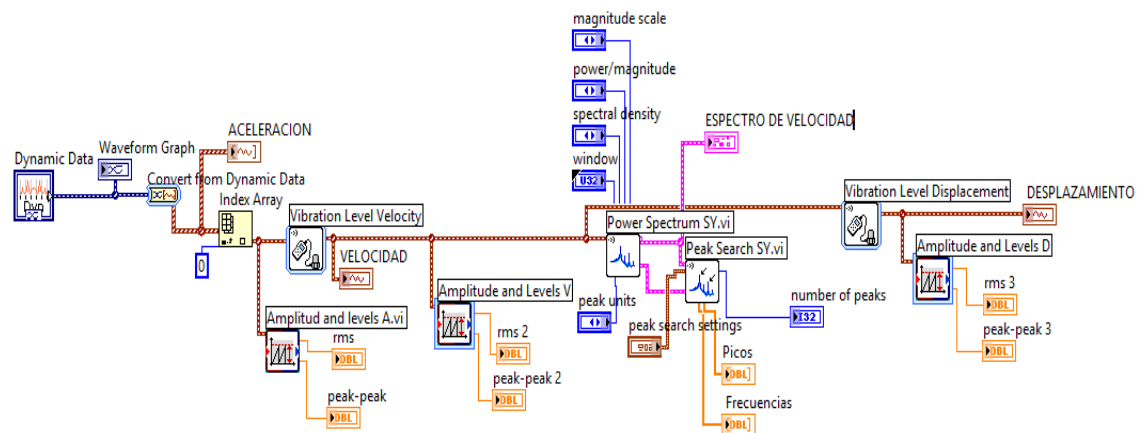 magnitude scale
power/magnitude
spectral density
window
U32
ESPECTRO DE VELOCIDAD
ACELERACION
Waveform Graph
Dynamic Data
Convert from Dynamic Data
Index Array
0
Vibration Level Velocity
VELOCIDAD
Amplitud and levels A.vi
rms
DBL
peak-peak
DBL
Amplitude and Levels V
rms 2
DBL
peak-peak 2
DBL
Power Spectrum SY.vi
Peak Search SY.vi
peak units
peak search settings
number of peaks
I32
Picos
DBL
Frecuencias
DBL
Vibration Level Displacement
DESPLAZAMIENTO
Amplitude and Levels D
rms 3
DBL
peak-peak 3
DBL